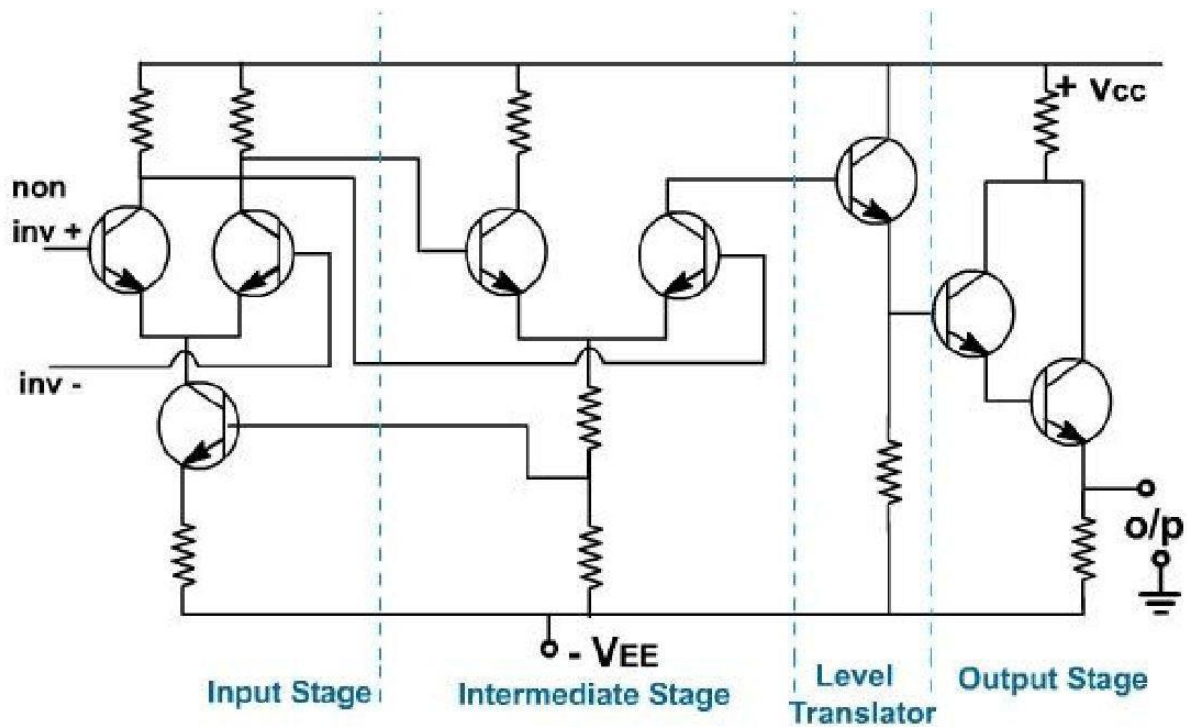 + Vcc
non
inv +
inv -
o/p
- VEE
Input Stage
Intermediate Stage
Level
Translator
Output Stage